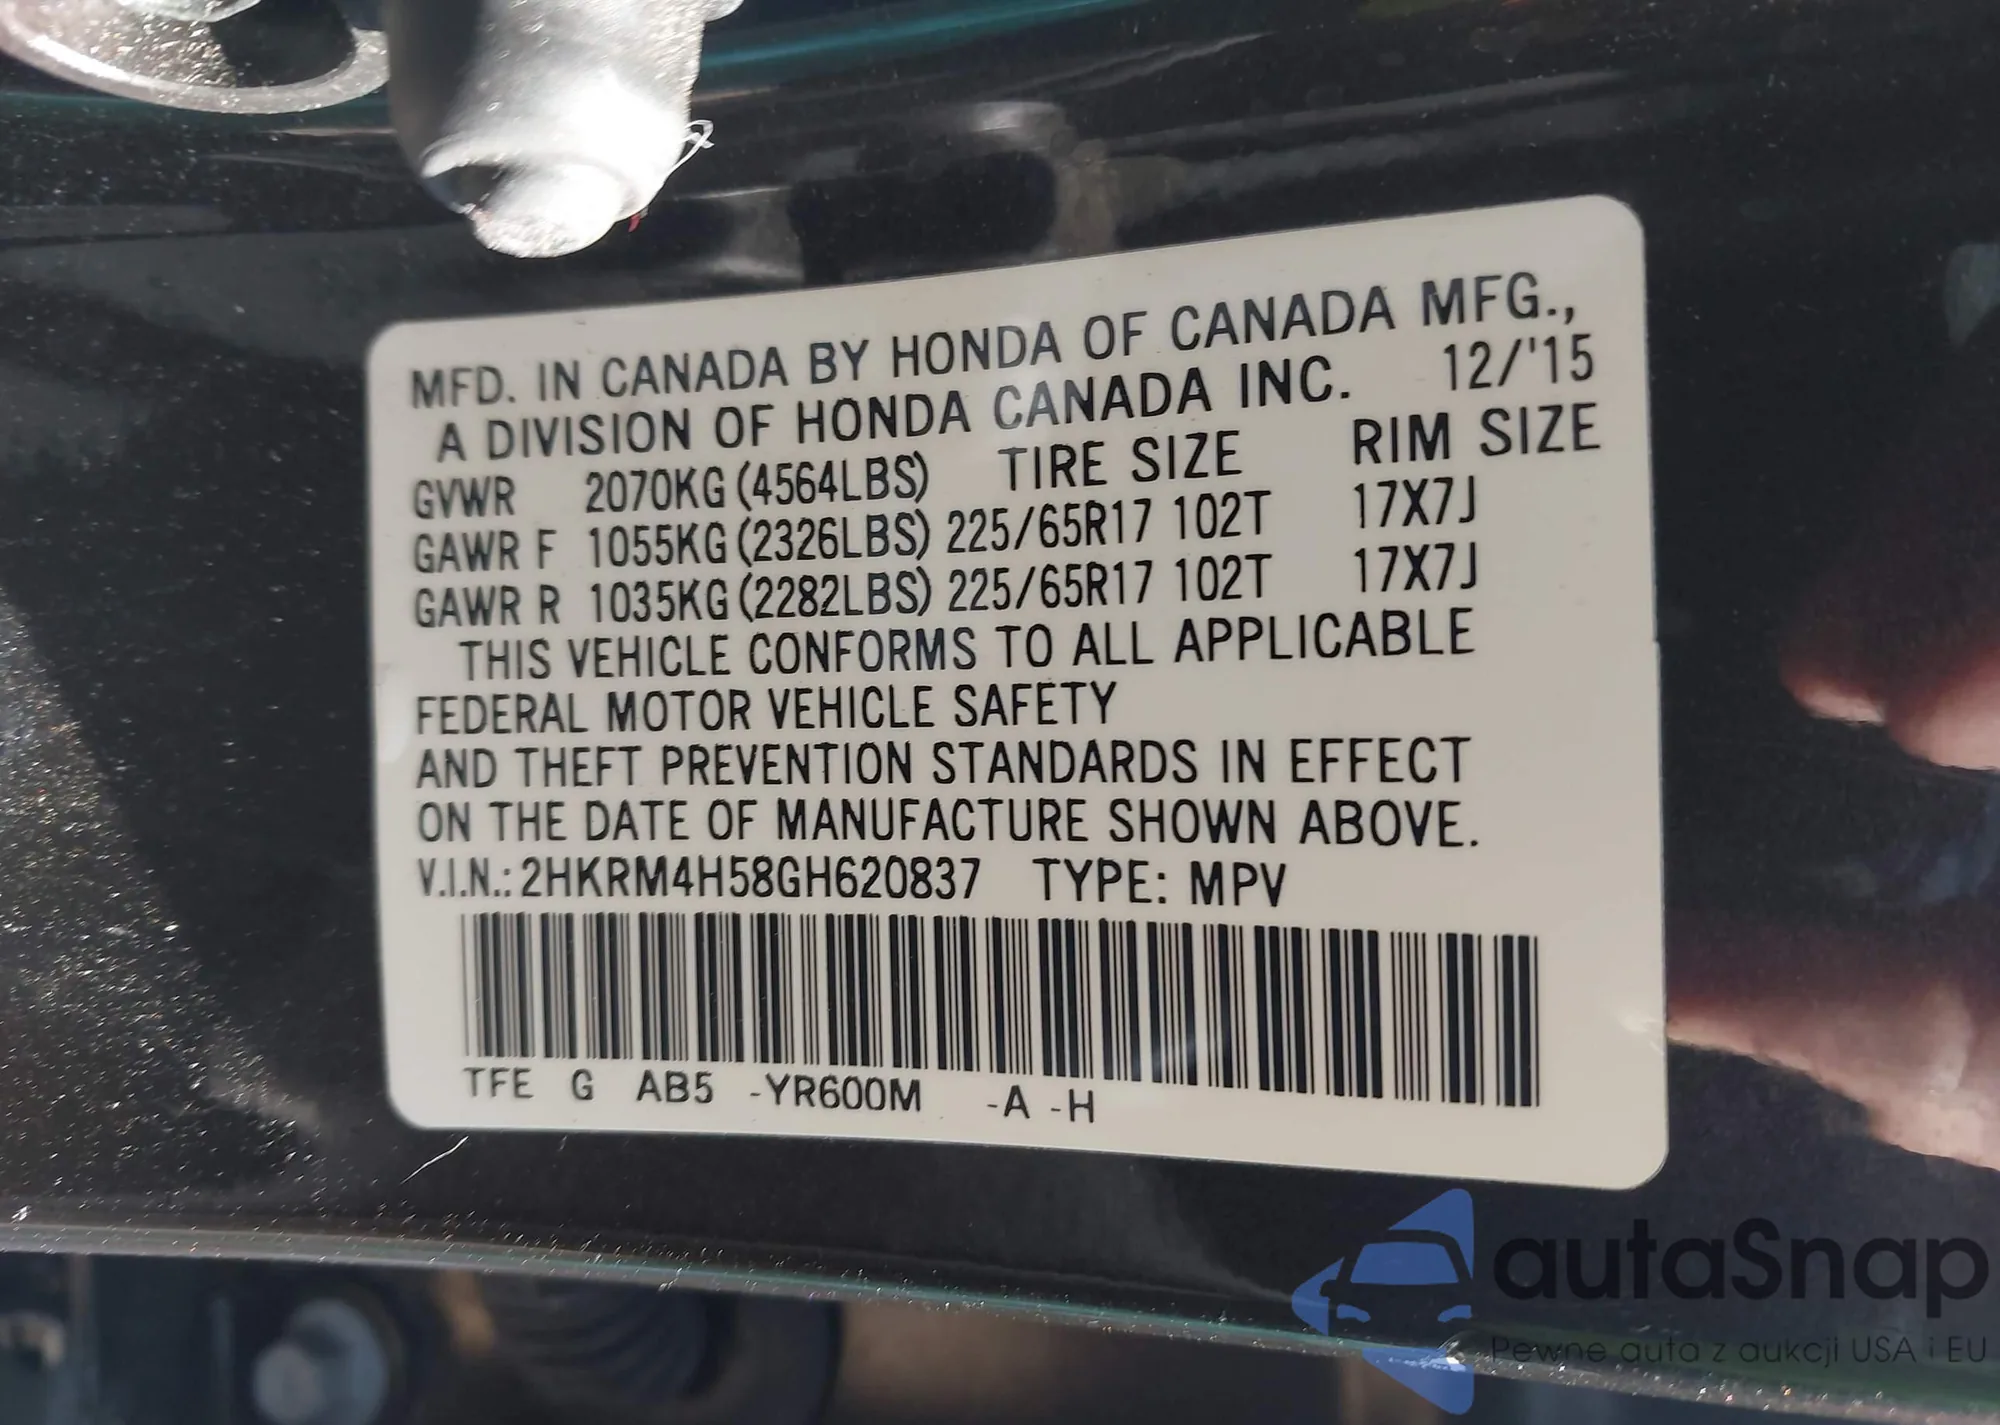 MFD. IN CANADA BY HONDA OF CANADA MFG.,
A DIVISION OF HONDA CANADA INC. 12/'15
GVWR 2070KG (4564LBS) TIRE SIZE RIM SIZE
GAWR F 1055KG (2326LBS) 225/65R17 102T 17X7J
GAWR R 1035KG (2282LBS) 225/65R17 102T 17X7J
THIS VEHICLE CONFORMS TO ALL APPLICABLE
FEDERAL MOTOR VEHICLE SAFETY
AND THEFT PREVENTION STANDARDS IN EFFECT
ON THE DATE OF MANUFACTURE SHOWN ABOVE.
V.I.N.: 2HKRM4H58GH620837 TYPE: MPV
TFE G AB5 -YR600M -A -H
autaSnap
Pewne auta z aukcji USA i EU